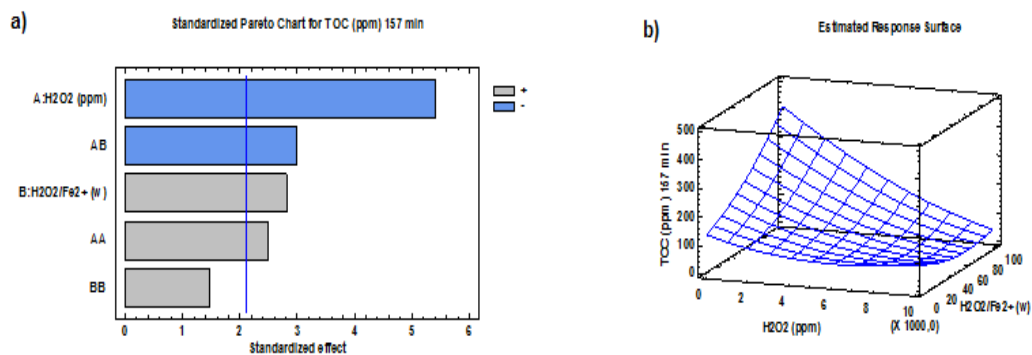 a)
Standardized Pareto Chart for TOC (ppm) 157 min
A:H2O2 (ppm)
AB
B:H2O2/Fe2+ (w )
AA
BB
0 1 2 3 4 5 6
Standardized effect
+
-
b)
Estimated Response Surface
TOC (ppm) 157 min
500
400
300
200
100
0
0 2 4 6 8 10
(X 1000,0)
H2O2 (ppm)
0 20 40 60 80 100
H2O2/Fe2+ (w)